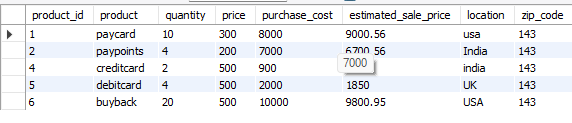 product_id product quantity price purchase_cost estimated_sale_price location zip_code
1 paycard 10 300 8000 9000.56 usa 143
2 paypoints 4 200 7000 6700.56 India 143
4 creditcard 2 500 900 7000 india 143
5 debitcard 4 500 2000 1850 UK 143
6 buyback 20 500 10000 9800.95 USA 143